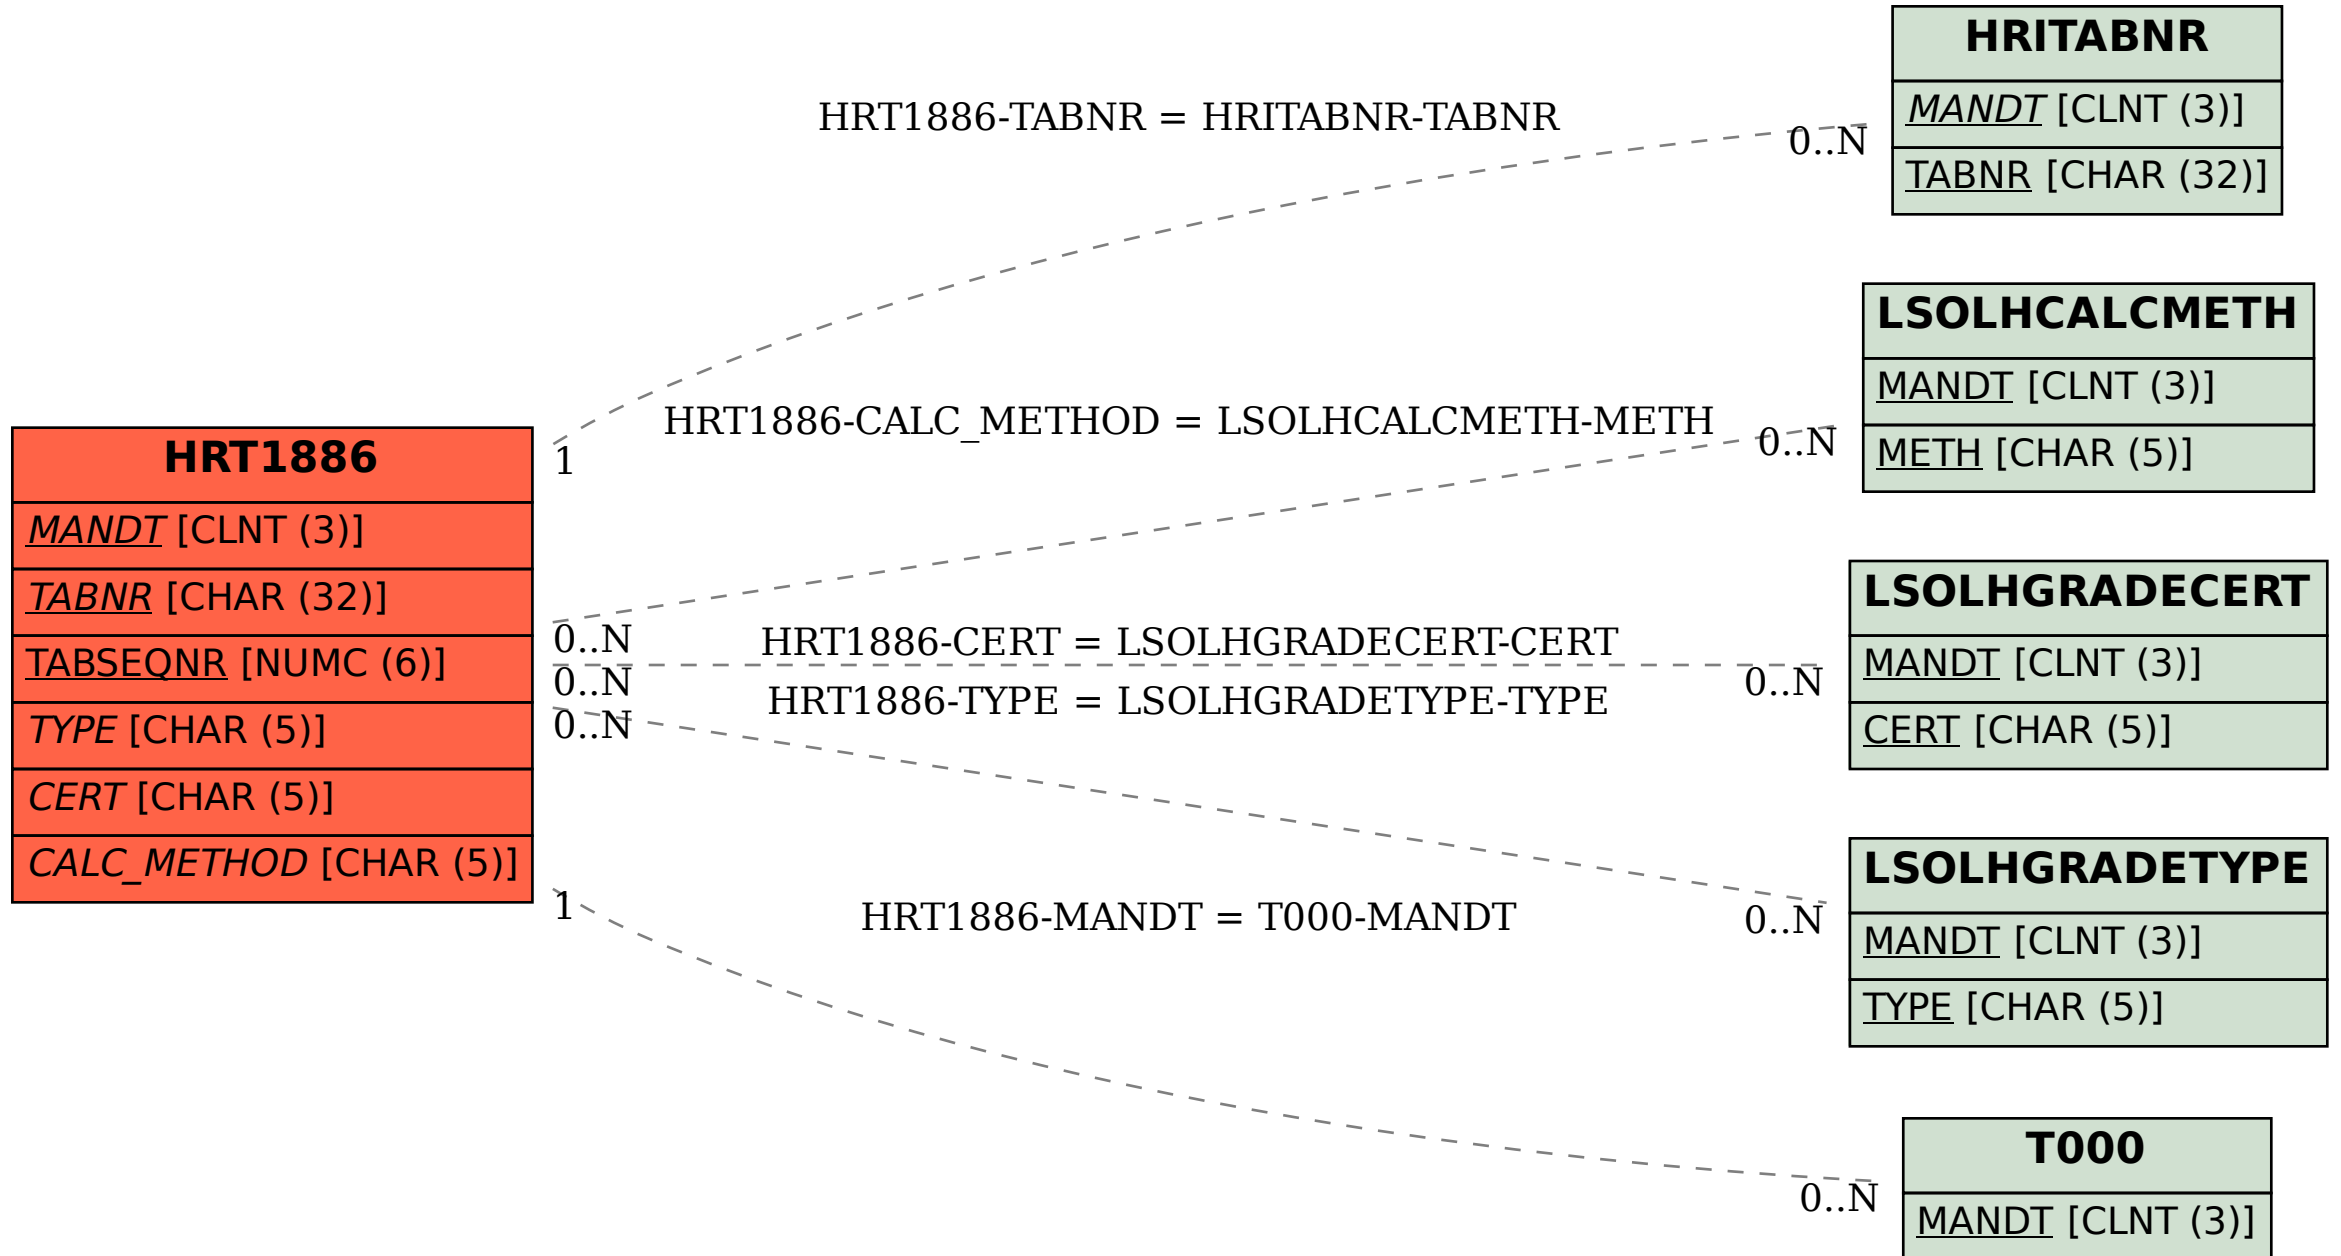 HRT1886
MANDT [CLNT (3)]
TABNR [CHAR (32)]
TABSEQNR [NUMC (6)]
TYPE [CHAR (5)]
CERT [CHAR (5)]
CALC_METHOD [CHAR (5)]
HRT1886-TABNR = HRITABNR-TABNR
1
0..N
HRT1886-CALC_METHOD = LSOLHCALCMETH-METH
0..N
0..N
HRT1886-CERT = LSOLHGRADECERT-CERT
0..N
0..N
HRT1886-TYPE = LSOLHGRADETYPE-TYPE
0..N
0..N
HRT1886-MANDT = T000-MANDT
1
0..N
HRITABNR
MANDT [CLNT (3)]
TABNR [CHAR (32)]
LSOLHCALCMETH
MANDT [CLNT (3)]
METH [CHAR (5)]
LSOLHGRADECERT
MANDT [CLNT (3)]
CERT [CHAR (5)]
LSOLHGRADETYPE
MANDT [CLNT (3)]
TYPE [CHAR (5)]
T000
MANDT [CLNT (3)]